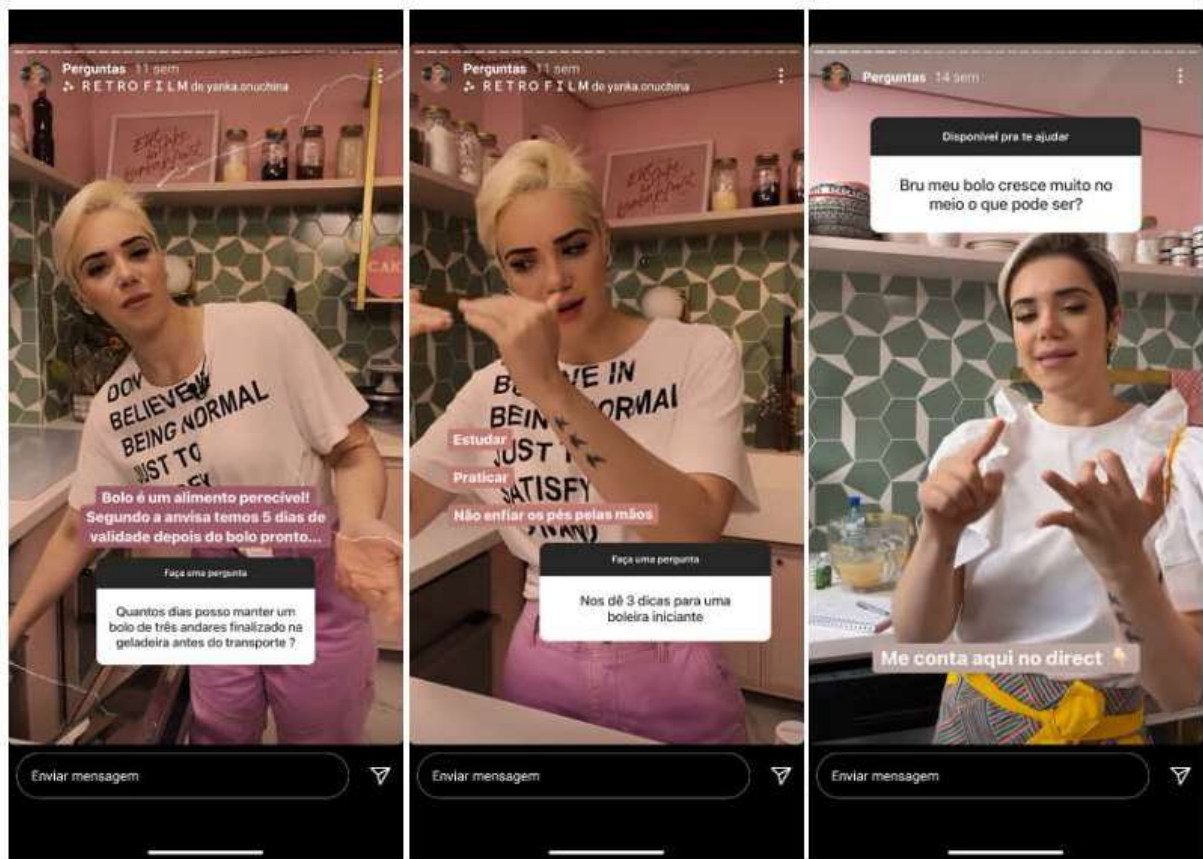 Perguntas 11 sem
RETRO FILM de yanka.onuchina
CAK
BELIEVE
BEING NORMAL
JUST TO
Bolo é um alimento perecível!
Segundo a anvisa temos 5 dias de
validade depois do bolo pronto...
Faça uma pergunta
Quantos dias posso manter um
bolo de três andares finalizado na
geladeira antes do transporte ?
Enviar mensagem
Perguntas 11 sem
RETRO FILM de yanka.onuchina
VE IN
BEIN
JUST
SATISFY
Estudar
Praticar
Não enfiar os pés pelas mãos
Faça uma pergunta
Nos dê 3 dicas para uma
boleira iniciante
Enviar mensagem
Perguntas 14 sem
Disponível pra te ajudar
Bru meu bolo cresce muito no
meio o que pode ser?
Me conta aqui no direct
Enviar mensagem